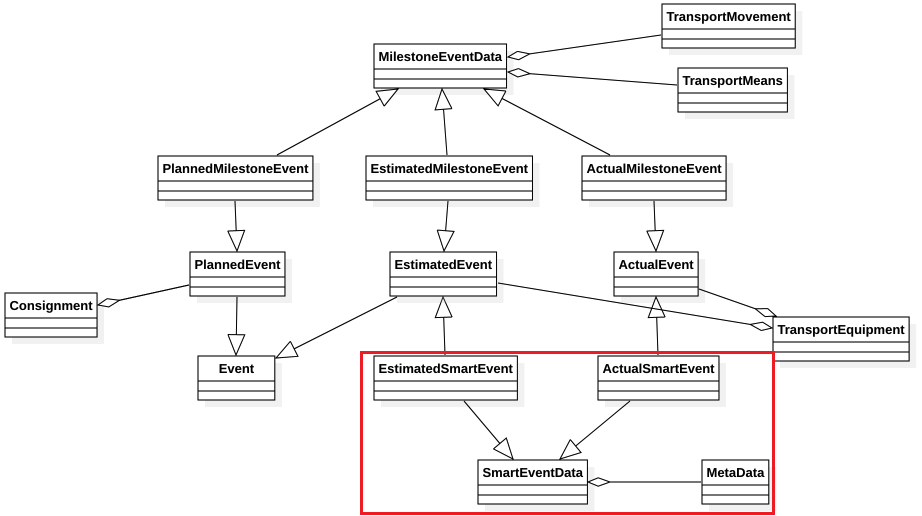 TransportMovement
MilestoneEventData
TransportMeans
PlannedMilestoneEvent
EstimatedMilestoneEvent
ActualMilestoneEvent
PlannedEvent
EstimatedEvent
ActualEvent
Consignment
TransportEquipment
Event
EstimatedSmartEvent
ActualSmartEvent
SmartEventData
MetaData